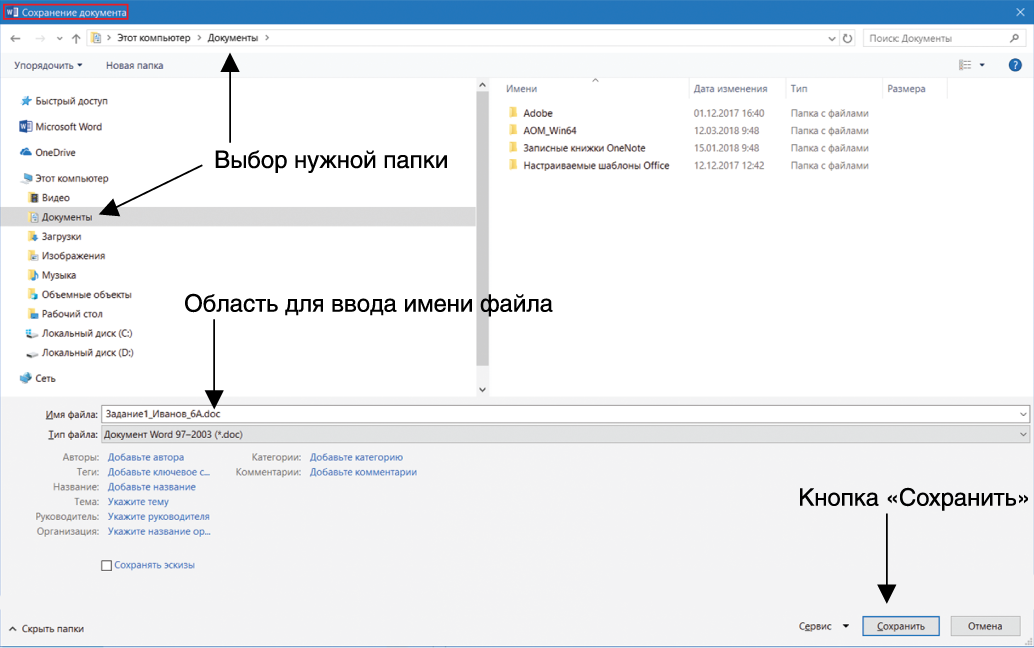 Сохранение документа
Этот компьютер > Документы >
Поиск: Документы
Упорядочить Новая папка
?
Имени Дата изменения Тип Размера
Быстрый доступ
Microsoft Word
OneDrive
Этот компьютер
Видео
Документы
Загрузки
Изображения
Музыка
Объемные объекты
Рабочий стол
Локальный диск (C:)
Локальный диск (D:)
Сеть
Adobe 01.12.2017 16:40 Папка с файлами
AOM_Win64 12.03.2018 9:48 Папка с файлами
Записные книжки OneNote 15.01.2018 9:48 Папка с файлами
Настраиваемые шаблоны Office 12.12.2017 12:42 Папка с файлами
Выбор нужной папки
Область для ввода имени файла
Имя файла: Задание1_Иванов_6А.doc
Тип файла: Документ Word 97–2003 (*.doc)
Авторы: Добавьте автора
Теги: Добавьте ключевое с...
Название: Добавьте название
Тема: Укажите тему
Руководитель: Укажите руководителя
Организация: Укажите название ор...
Категории: Добавьте категорию
Комментарии: Добавьте комментарии
Кнопка «Сохранить»
Сохранять эскизы
Скрыть папки
Сервис Сохранить Отмена